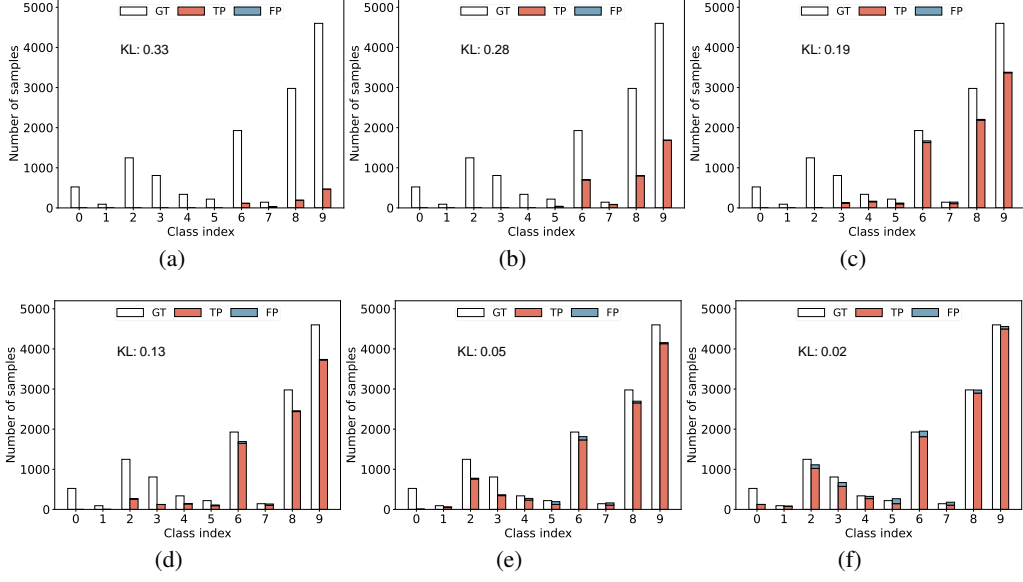 5000
4000
3000
2000
1000
0
Number of samples
GT TP FP
KL: 0.33
0 1 2 3 4 5 6 7 8 9
Class index
(a)
5000
4000
3000
2000
1000
0
Number of samples
GT TP FP
KL: 0.28
0 1 2 3 4 5 6 7 8 9
Class index
(b)
5000
4000
3000
2000
1000
0
Number of samples
GT TP FP
KL: 0.19
0 1 2 3 4 5 6 7 8 9
Class index
(c)
5000
4000
3000
2000
1000
0
Number of samples
GT TP FP
KL: 0.13
0 1 2 3 4 5 6 7 8 9
Class index
(d)
5000
4000
3000
2000
1000
0
Number of samples
GT TP FP
KL: 0.05
0 1 2 3 4 5 6 7 8 9
Class index
(e)
5000
4000
3000
2000
1000
0
Number of samples
GT TP FP
KL: 0.02
0 1 2 3 4 5 6 7 8 9
Class index
(f)